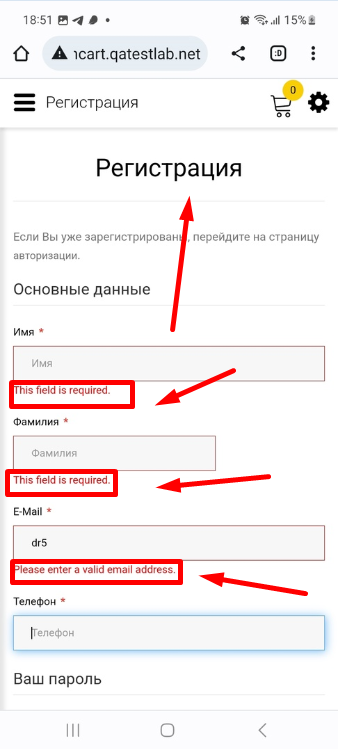 18:51
15%
ncart.qatestlab.net
:D
Регистрация
0
Регистрация
Если Вы уже зарегистрированы, перейдите на страницу
авторизации.
Основные данные
Имя *
Имя
This field is required.
Фамилия *
Фамилия
This field is required.
E-Mail *
dr5
Please enter a valid email address.
Телефон *
Телефон
Ваш пароль